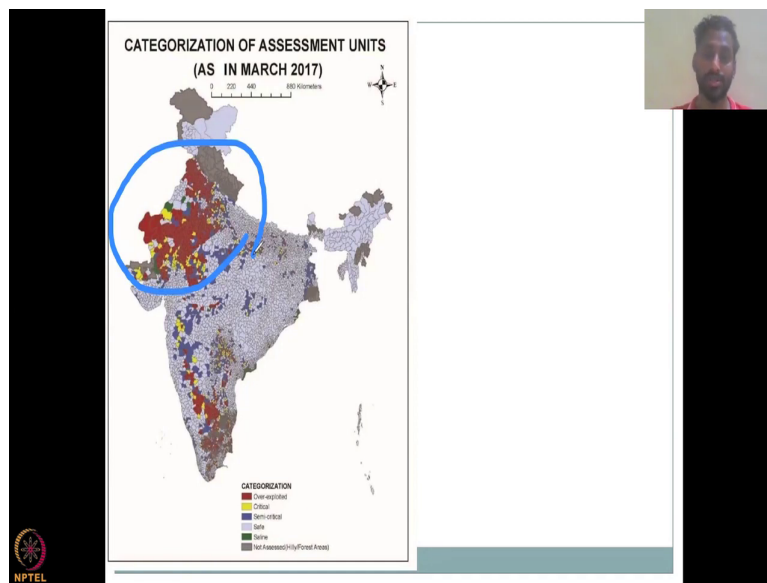 CATEGORIZATION OF ASSESSMENT UNITS
(AS IN MARCH 2017)
N
0 220 440 880 Kilometers
W E
S
CATEGORIZATION
Over-exploited
Critical
Semi-critical
Safe
Saline
Not Assessed(Hilly/Forest Areas)
NPTEL